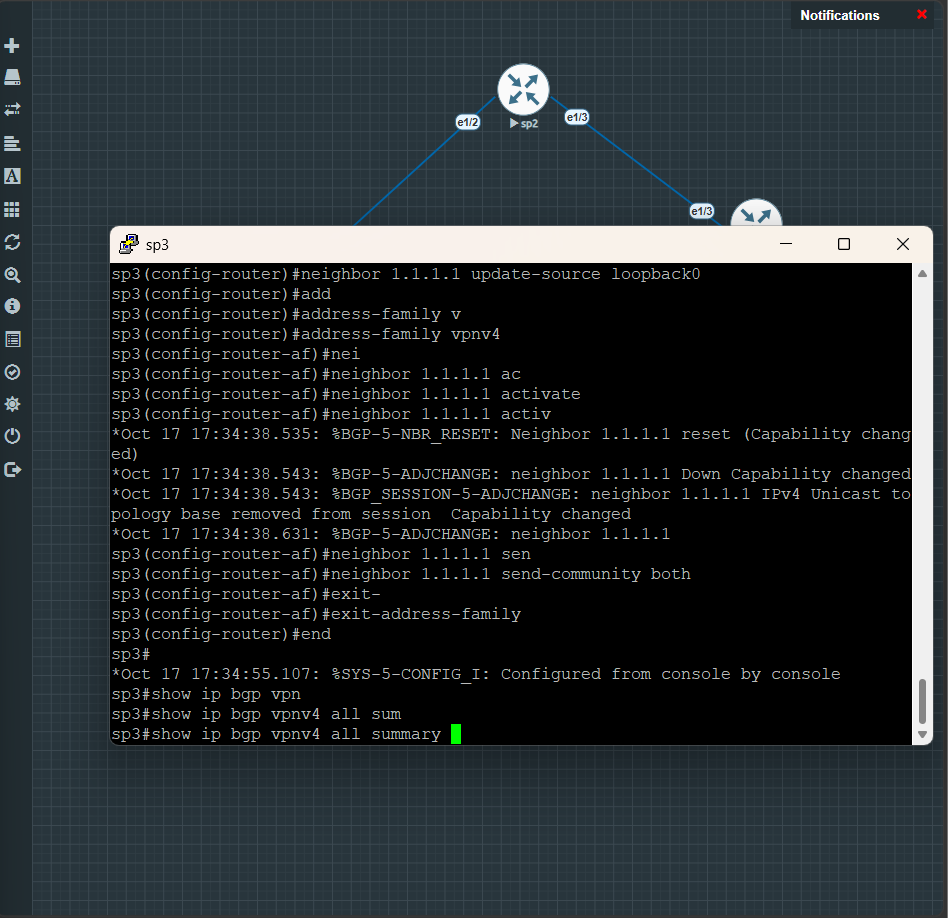 Notifications
e1/2
e1/3
sp2
e1/3
sp3
sp3(config-router)#neighbor 1.1.1.1 update-source loopback0
sp3(config-router)#add
sp3(config-router)#address-family v
sp3(config-router)#address-family vpnv4
sp3(config-router-af)#nei
sp3(config-router-af)#neighbor 1.1.1.1 ac
sp3(config-router-af)#neighbor 1.1.1.1 activate
sp3(config-router-af)#neighbor 1.1.1.1 activ
*Oct 17 17:34:38.535: %BGP-5-NBR_RESET: Neighbor 1.1.1.1 reset (Capability chang
ed)
*Oct 17 17:34:38.543: %BGP-5-ADJCHANGE: neighbor 1.1.1.1 Down Capability changed
*Oct 17 17:34:38.543: %BGP_SESSION-5-ADJCHANGE: neighbor 1.1.1.1 IPv4 Unicast to
pology base removed from session  Capability changed
*Oct 17 17:34:38.631: %BGP-5-ADJCHANGE: neighbor 1.1.1.1
sp3(config-router-af)#neighbor 1.1.1.1 sen
sp3(config-router-af)#neighbor 1.1.1.1 send-community both
sp3(config-router-af)#exit-
sp3(config-router-af)#exit-address-family
sp3(config-router)#end
sp3#
*Oct 17 17:34:55.107: %SYS-5-CONFIG_I: Configured from console by console
sp3#show ip bgp vpn
sp3#show ip bgp vpnv4 all sum
sp3#show ip bgp vpnv4 all summary